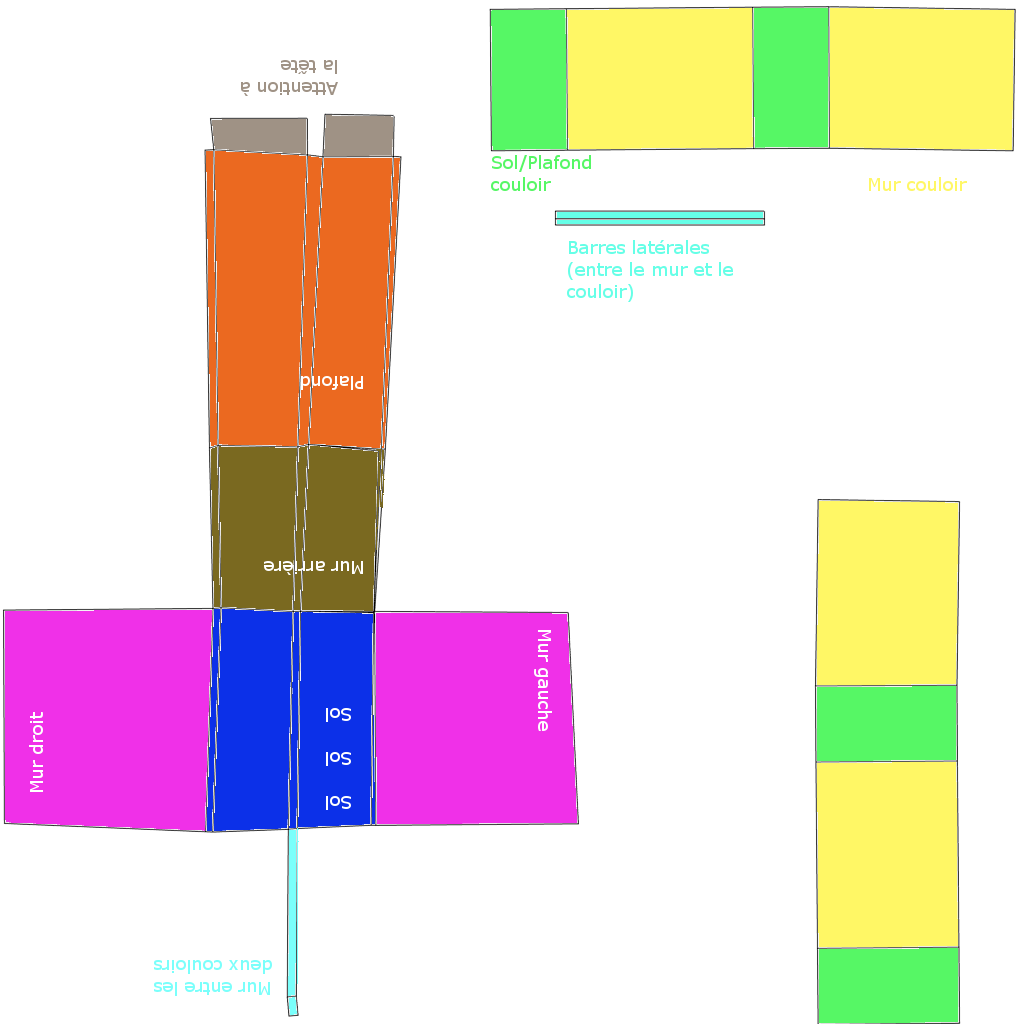 Attention à
la tête
Sol/Plafond
couloir
Mur couloir
Barres latérales
(entre le mur et le
couloir)
Plafond
Mur arrière
Mur gauche
Mur droit
Sol
Sol
Sol
Mur entre les
deux couloirs